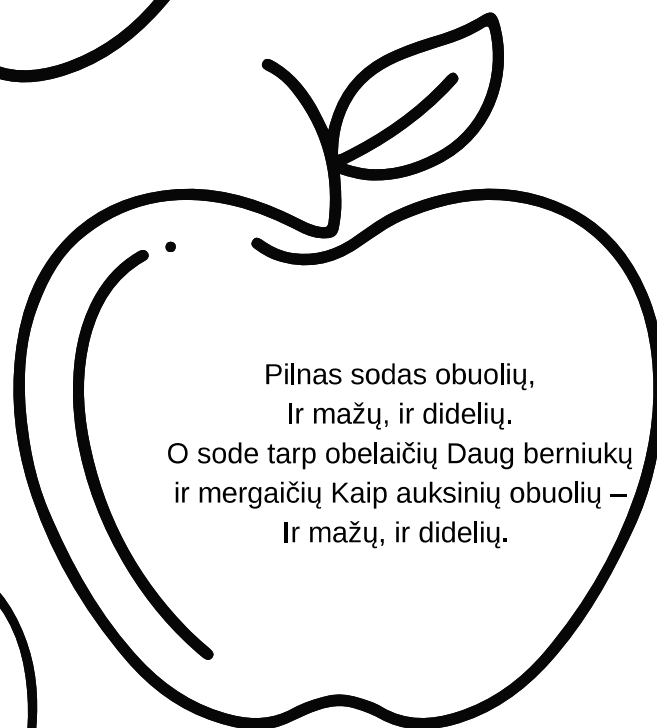 Pilnas sodas obuolių,
Ir mažų, ir didelių.
O sode tarp obelaičių Daug berniukų
ir mergaičių Kaip auksinių obuolių –
Ir mažų, ir didelių.